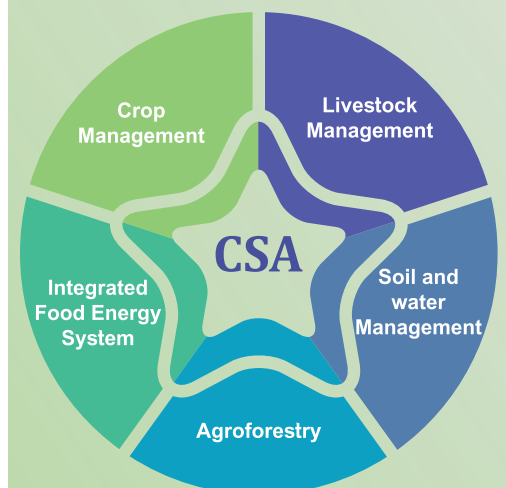 Crop
Management
Livestock
Management
CSA
Integrated
Food Energy
System
Soil and
water
Management
Agroforestry